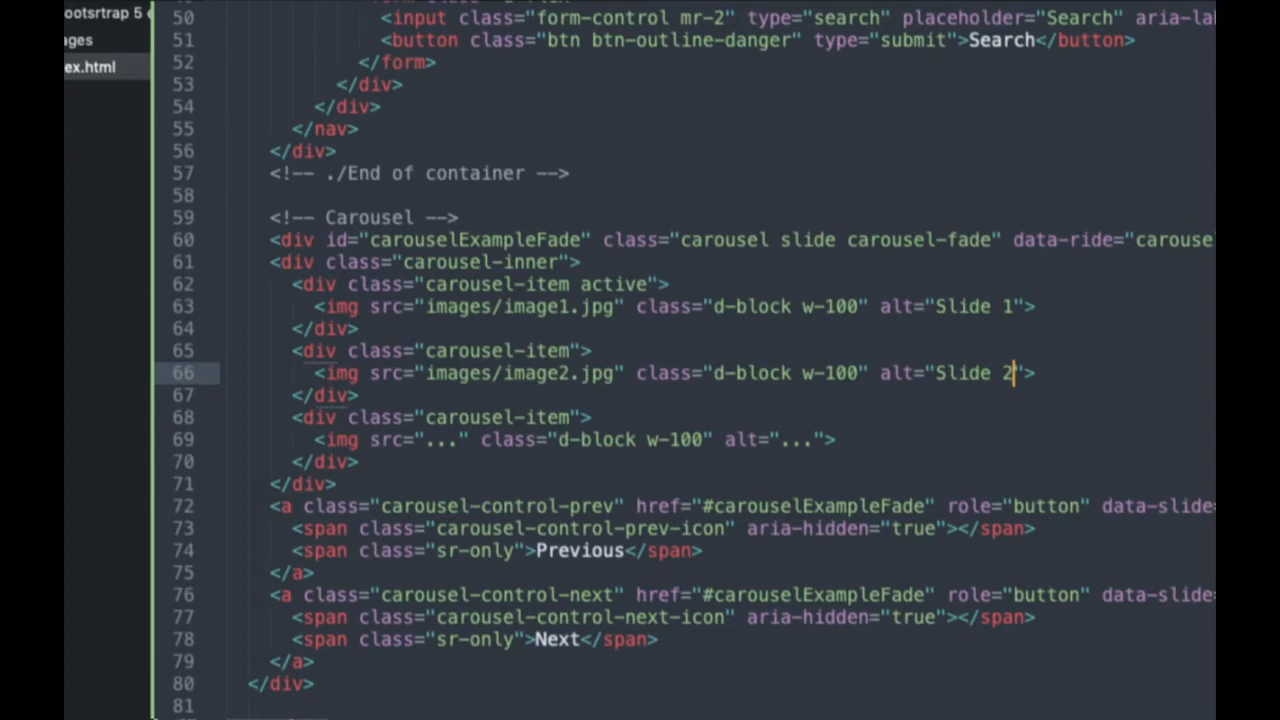 ootsrtrap 5 e
ages
ex.html
50 <input class="form-control mr-2" type="search" placeholder="Search" aria-la
51 <button class="btn btn-outline-danger" type="submit">Search</button>
52 </form>
53 </div>
54 </div>
55 </nav>
56 </div>
57 <!-- ./End of container -->
58
59 <!-- Carousel -->
60 <div id="carouselExampleFade" class="carousel slide carousel-fade" data-ride="carouse
61 <div class="carousel-inner">
62 <div class="carousel-item active">
63 <img src="images/image1.jpg" class="d-block w-100" alt="Slide 1">
64 </div>
65 <div class="carousel-item">
66 <img src="images/image2.jpg" class="d-block w-100" alt="Slide 2">
67 </div>
68 <div class="carousel-item">
69 <img src="..." class="d-block w-100" alt="...">
70 </div>
71 </div>
72 <a class="carousel-control-prev" href="#carouselExampleFade" role="button" data-slide=
73 <span class="carousel-control-prev-icon" aria-hidden="true"></span>
74 <span class="sr-only">Previous</span>
75 </a>
76 <a class="carousel-control-next" href="#carouselExampleFade" role="button" data-slide=
77 <span class="carousel-control-next-icon" aria-hidden="true"></span>
78 <span class="sr-only">Next</span>
79 </a>
80 </div>
81